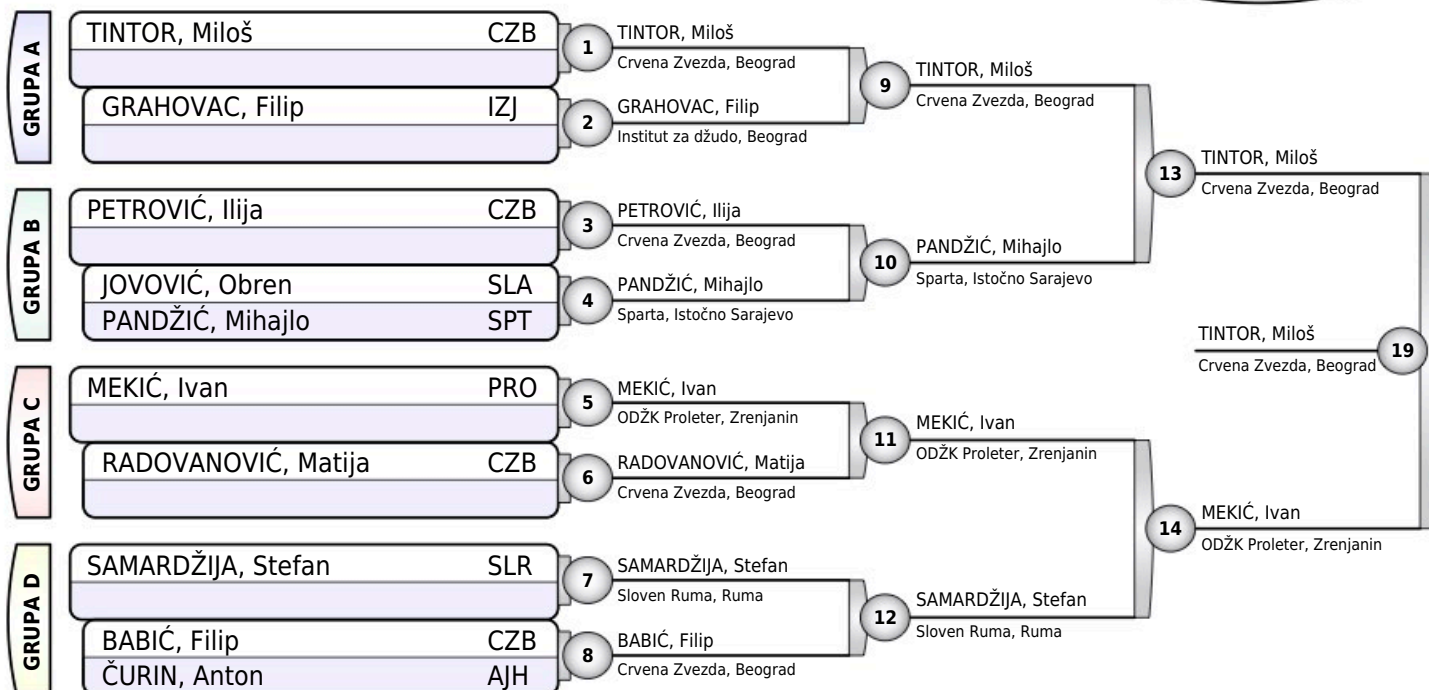 GRUPA A
TINTOR, Miloš CZB
GRAHOVAC, Filip IZJ
GRUPA B
PETROVIĆ, Ilija CZB
JOVOVIĆ, Obren SLA
PANDŽIĆ, Mihajlo SPT
GRUPA C
MEKIĆ, Ivan PRO
RADOVANOVIĆ, Matija CZB
GRUPA D
SAMARDŽIJA, Stefan SLR
BABIĆ, Filip CZB
ČURIN, Anton AJH
1
TINTOR, Miloš
Crvena Zvezda, Beograd
2
GRAHOVAC, Filip
Institut za džudo, Beograd
3
PETROVIĆ, Ilija
Crvena Zvezda, Beograd
4
PANDŽIĆ, Mihajlo
Sparta, Istočno Sarajevo
5
MEKIĆ, Ivan
ODŽK Proleter, Zrenjanin
6
RADOVANOVIĆ, Matija
Crvena Zvezda, Beograd
7
SAMARDŽIJA, Stefan
Sloven Ruma, Ruma
8
BABIĆ, Filip
Crvena Zvezda, Beograd
9
TINTOR, Miloš
Crvena Zvezda, Beograd
10
PANDŽIĆ, Mihajlo
Sparta, Istočno Sarajevo
11
MEKIĆ, Ivan
ODŽK Proleter, Zrenjanin
12
SAMARDŽIJA, Stefan
Sloven Ruma, Ruma
13
TINTOR, Miloš
Crvena Zvezda, Beograd
14
MEKIĆ, Ivan
ODŽK Proleter, Zrenjanin
TINTOR, Miloš
Crvena Zvezda, Beograd
19